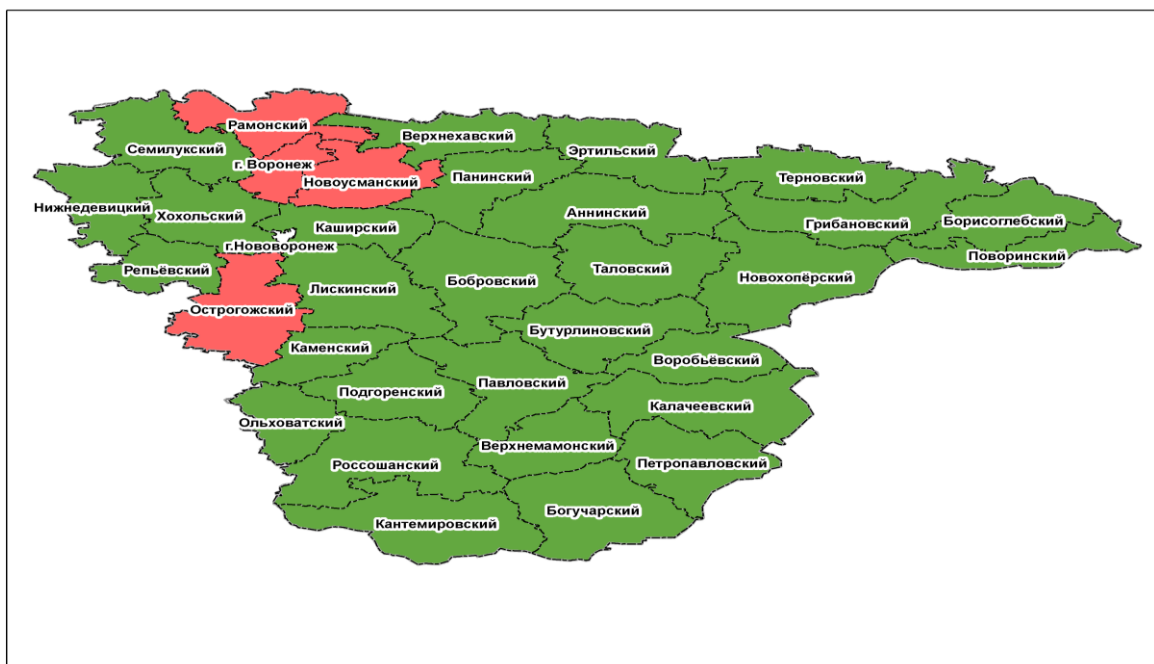 Рамонский
Верхнехавский
Семилукский
Эртильский
г. Воронеж
Новоусманский
Панинский
Терновский
Нижнедевицкий
Хохольский
Каширский
Аннинский
Грибановский
Борисоглебский
г.Нововоронеж
Поворинский
Репьёвский
Лискинский
Бобровский
Таловский
Новохопёрский
Острогожский
Бутурлиновский
Каменский
Воробьёвский
Подгоренский
Павловский
Калачеевский
Ольховатский
Верхнемамонский
Россошанский
Петропавловский
Кантемировский
Богучарский